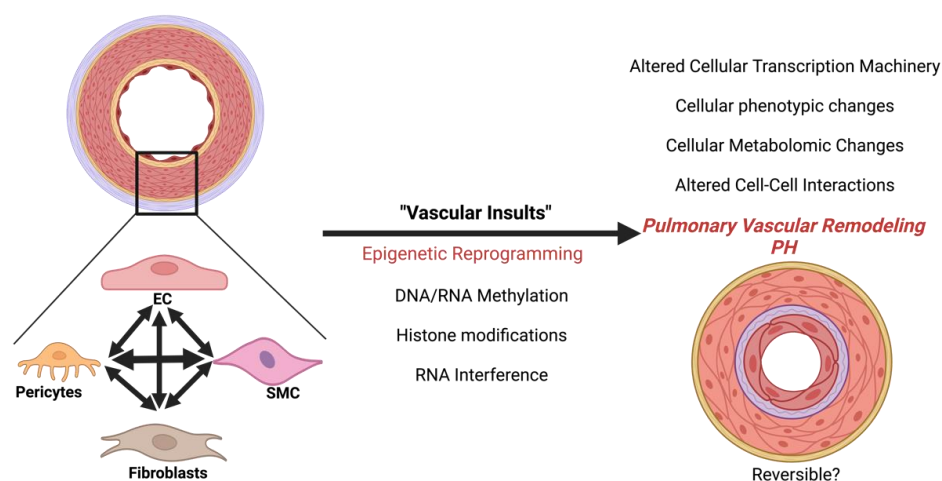 EC
Pericytes
SMC
Fibroblasts
"Vascular Insults"
Epigenetic Reprogramming
DNA/RNA Methylation
Histone modifications
RNA Interference
Altered Cellular Transcription Machinery
Cellular phenotypic changes
Cellular Metabolomic Changes
Altered Cell-Cell Interactions
Pulmonary Vascular Remodeling
PH
Reversible?